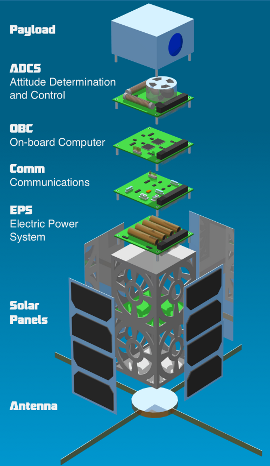 Payload
ADCS
Attitude Determination
and Control
OBC
On-board Computer
Comm
Communications
EPS
Electric Power
System
Solar
Panels
Antenna